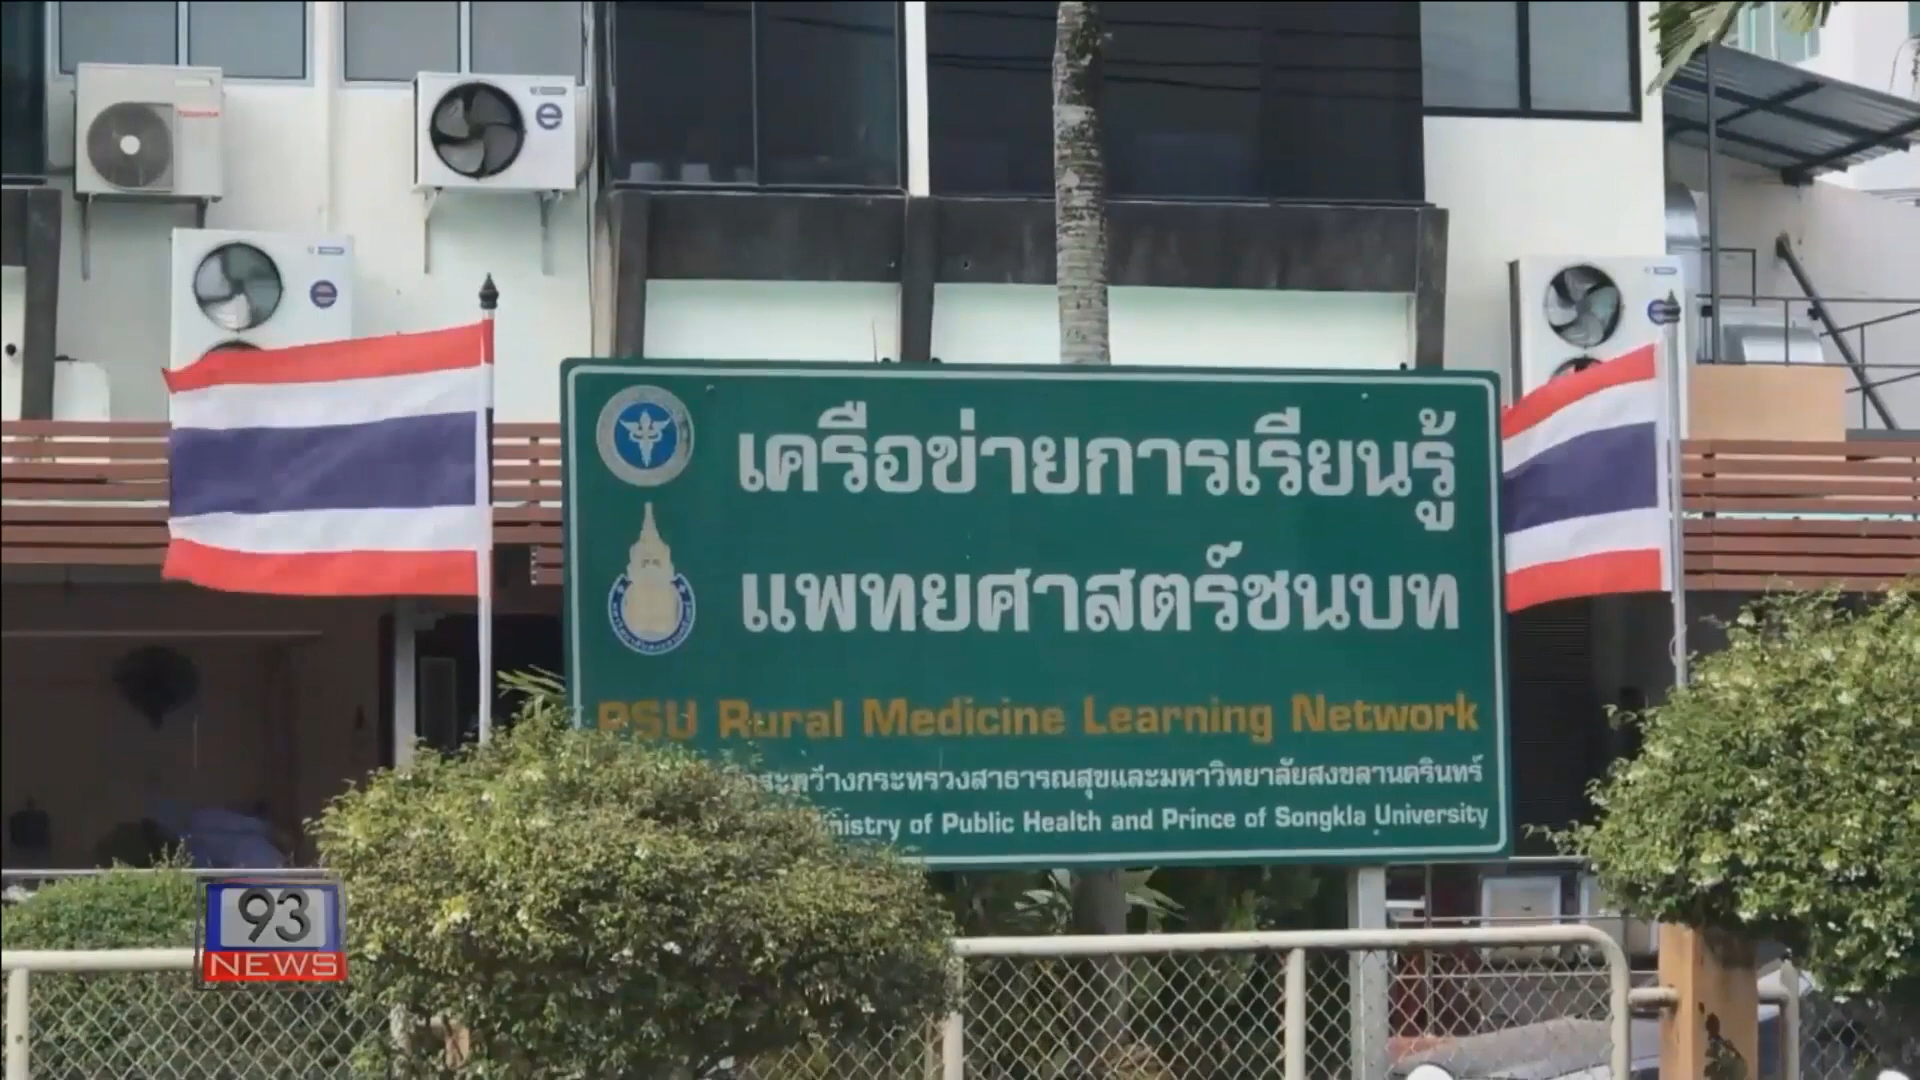 TOSHIBA
เครือข่ายการเรียนรู้
แพทยศาสตร์ชนบท
PSU Rural Medicine Learning Network
ระหว่างกระทรวงสาธารณสุขและมหาวิทยาลัยสงขลานครินทร์
of Public Health and Prince of Songkla University
93
NEWS